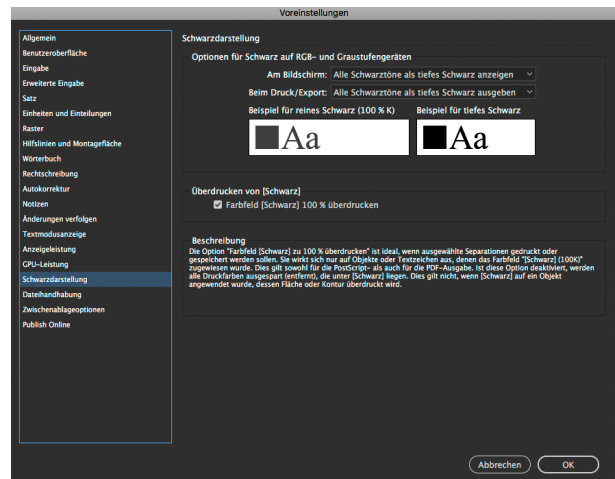 Voreinstellungen
Allgemein
Benutzeroberfläche
Eingabe
Erweiterte Eingabe
Satz
Einheiten und Einteilungen
Raster
Hilfslinien und Montagefläche
Wörterbuch
Rechtschreibung
Autokorrektur
Notizen
Änderungen verfolgen
Textmodusanzeige
Anzeigeleistung
GPU-Leistung
Schwarzdarstellung
Dateihandhabung
Zwischenablageoptionen
Publish Online
Schwarzdarstellung
Optionen für Schwarz auf RGB- und Graustufengeräten
Am Bildschirm: Alle Schwarztöne als tiefes Schwarz anzeigen
Beim Druck/Export: Alle Schwarztöne als tiefes Schwarz ausgeben
Beispiel für reines Schwarz (100 % K) Beispiel für tiefes Schwarz
Aa Aa
Überdrucken von [Schwarz]
Farbfeld [Schwarz] 100 % überdrucken
Beschreibung
Die Option "Farbfeld [Schwarz] zu 100 % überdrucken" ist ideal, wenn ausgewählte Separationen gedruckt oder
gespeichert werden sollen. Sie wirkt sich nur auf Objekte oder Textzeichen aus, denen das Farbfeld "[Schwarz] (100K)"
zugewiesen wurde. Dies gilt sowohl für die PostScript- als auch für die PDF-Ausgabe. Ist diese Option deaktiviert, werden
alle Druckfarben ausgespart (entfernt), die unter [Schwarz] liegen. Dies gilt nicht, wenn [Schwarz] auf ein Objekt
angewendet wurde, dessen Fläche oder Kontur überdruckt wird.
Abbrechen OK